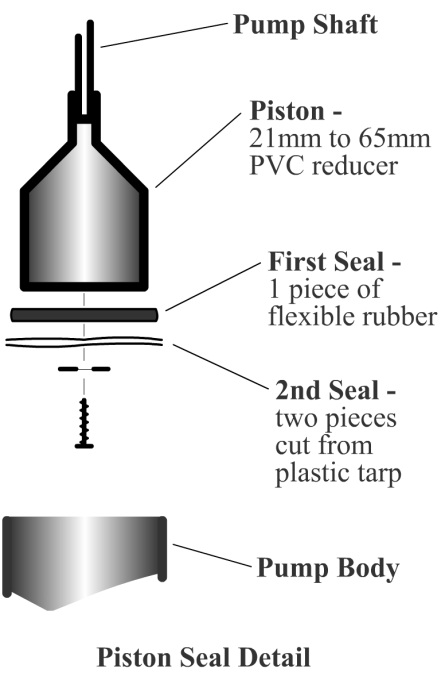 Pump Shaft
Piston -
21mm to 65mm
PVC reducer
First Seal -
1 piece of
flexible rubber
2nd Seal -
two pieces
cut from
plastic tarp
Pump Body
Piston Seal Detail